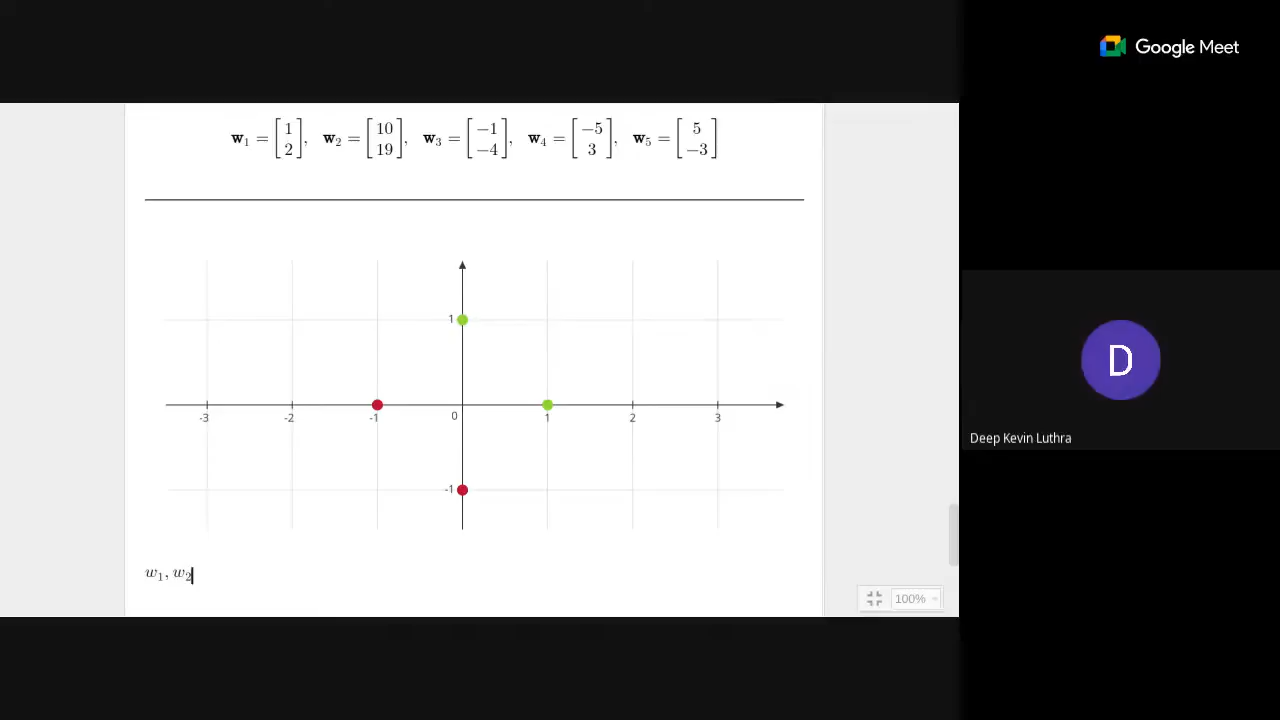 Google Meet
w₁ = [1 2], w₂ = [10 19], w₃ = [−1 −4], w₄ = [−5 3], w₅ = [5 −3]
1
-3 -2 -1 0 1 2 3
-1
Deep Kevin Luthra
D
w₁, w₂
100%